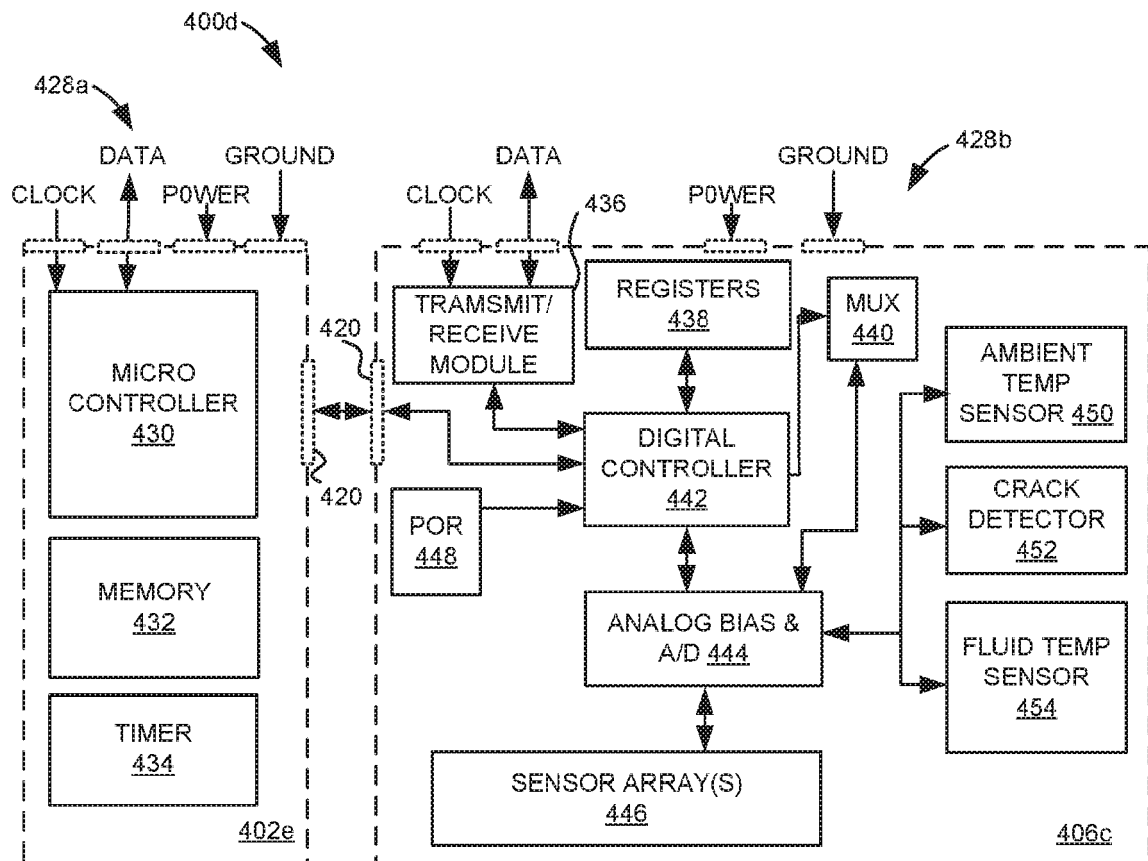 400d
428a
DATA
GROUND
CLOCK
P0WER
DATA
GROUND
428b
CLOCK
P0WER
436
TRAMSMIT/
RECEIVE
MODULE
REGISTERS
438
MUX
440
420
MICRO
CONTROLLER
430
420
DIGITAL
CONTROLLER
442
AMBIENT
TEMP
SENSOR 450
POR
448
CRACK
DETECTOR
452
MEMORY
432
ANALOG BIAS &
A/D 444
FLUID TEMP
SENSOR
454
TIMER
434
SENSOR ARRAY(S)
446
402e
406c